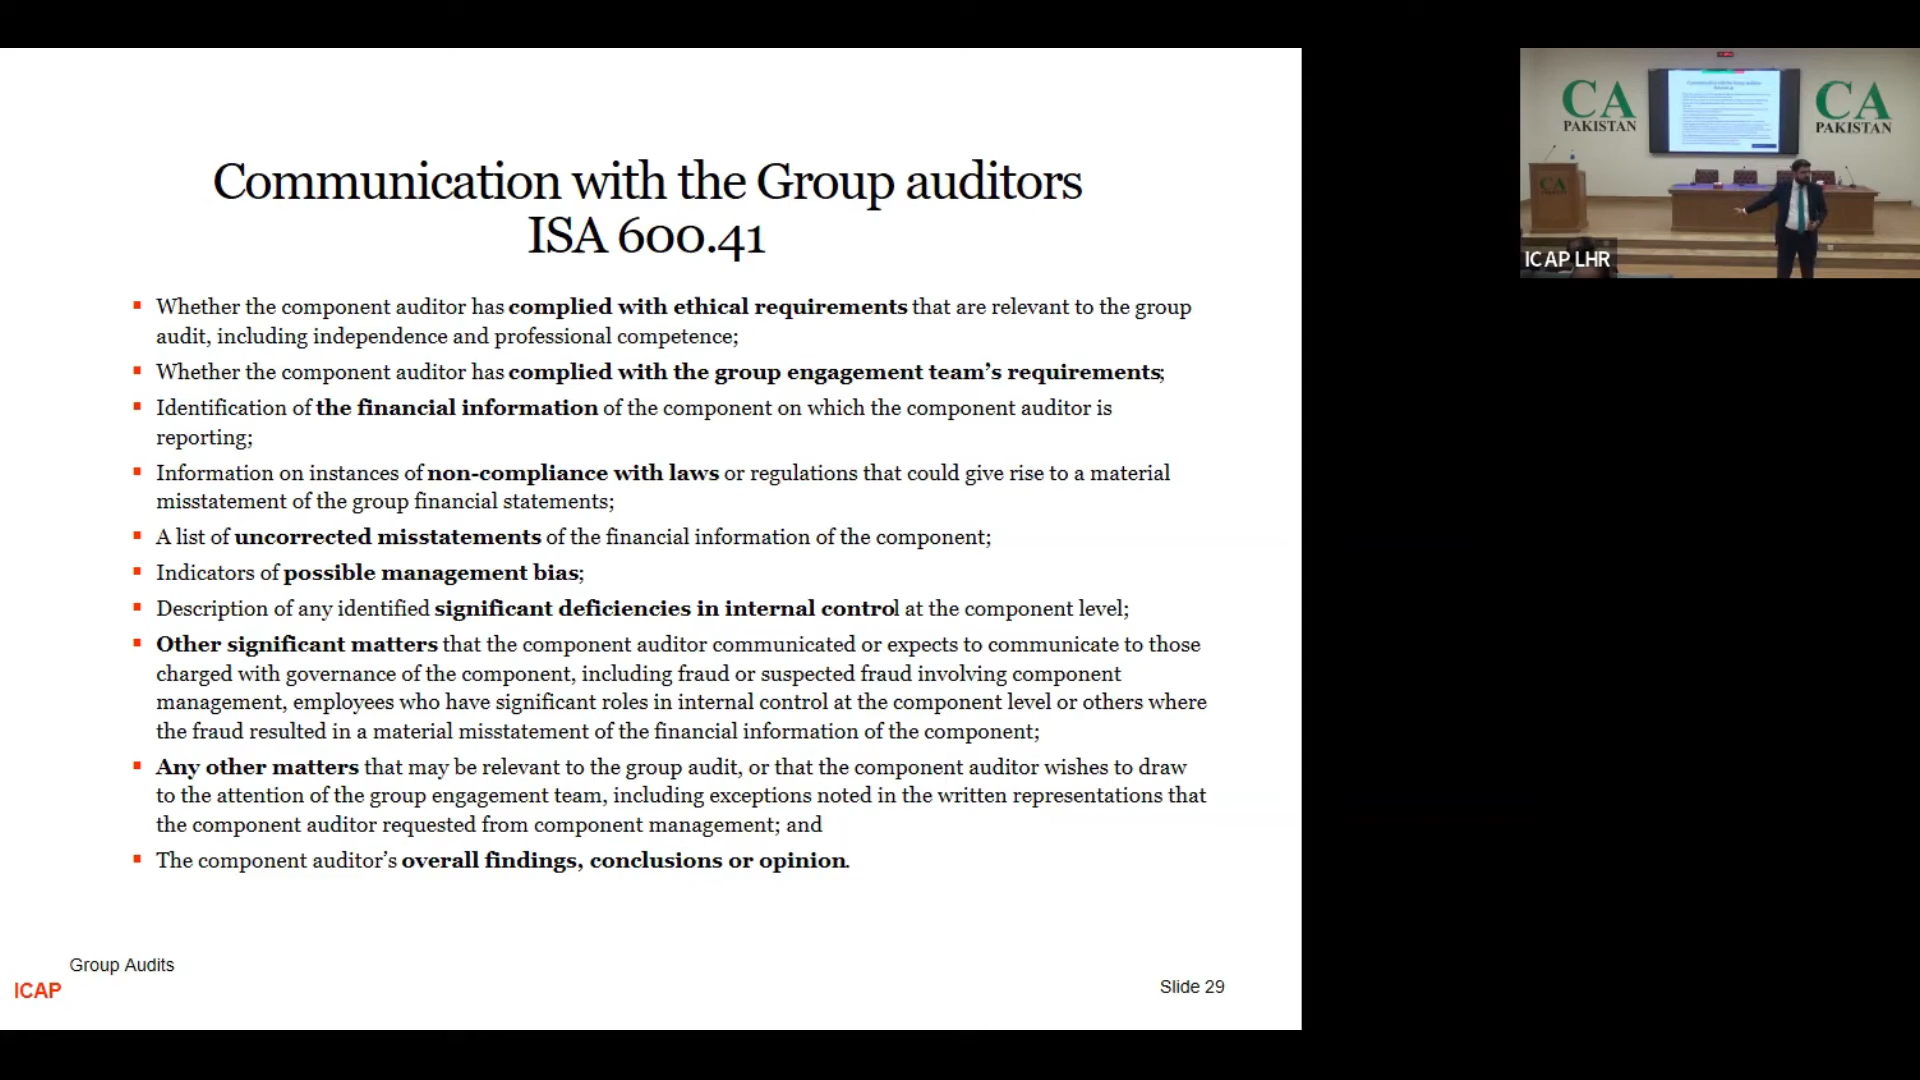 Communication with the Group auditors
ISA 600.41
Whether the component auditor has complied with ethical requirements that are relevant to the group
audit, including independence and professional competence;
Whether the component auditor has complied with the group engagement team’s requirements;
Identification of the financial information of the component on which the component auditor is
reporting;
Information on instances of non-compliance with laws or regulations that could give rise to a material
misstatement of the group financial statements;
A list of uncorrected misstatements of the financial information of the component;
Indicators of possible management bias;
Description of any identified significant deficiencies in internal control at the component level;
Other significant matters that the component auditor communicated or expects to communicate to those
charged with governance of the component, including fraud or suspected fraud involving component
management, employees who have significant roles in internal control at the component level or others where
the fraud resulted in a material misstatement of the financial information of the component;
Any other matters that may be relevant to the group audit, or that the component auditor wishes to draw
to the attention of the group engagement team, including exceptions noted in the written representations that
the component auditor requested from component management; and
The component auditor’s overall findings, conclusions or opinion.
Group Audits
ICAP
Slide 29
CA
PAKISTAN
CA
PAKISTAN
CA
ICAP LHR